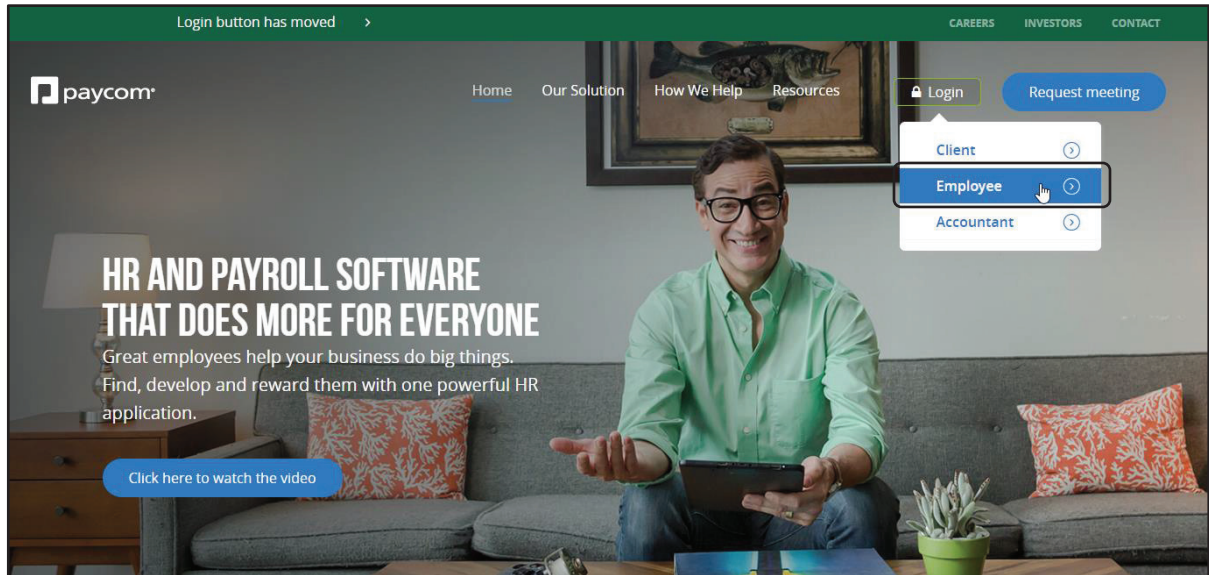 Login button has moved >
CAREERS INVESTORS CONTACT
paycom
Home Our Solution How We Help Resources
Login
Request meeting
Client
Employee
Accountant
HR AND PAYROLL SOFTWARE
THAT DOES MORE FOR EVERYONE
Great employees help your business do big things.
Find, develop and reward them with one powerful HR
application.
Click here to watch the video